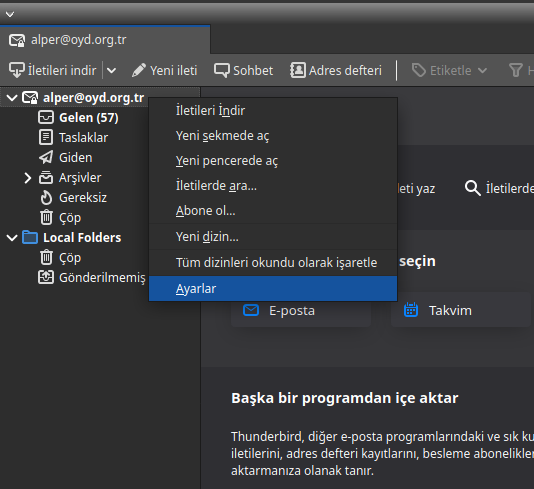 alper@oyd.org.tr
İletileri indir
Yeni ileti
Sohbet
Adres defteri
Etiketle
alper@oyd.org.tr
Gelen (57)
Taslaklar
Giden
Arşivler
Gereksiz
Çöp
Local Folders
Çöp
Gönderilmemiş
İletileri İndir
Yeni sekmede aç
Yeni pencerede aç
İletilerde ara...
Abone ol...
Yeni dizin...
Tüm dizinleri okundu olarak işaretle
Ayarlar
yaz
İletilerde
seçin
E-posta
Takvim
Başka bir programdan içe aktar
Thunderbird, diğer e-posta programlarındaki ve sık
iletilerini, adres defteri kayıtlarını, besleme
aktarmanıza olanak tanır.